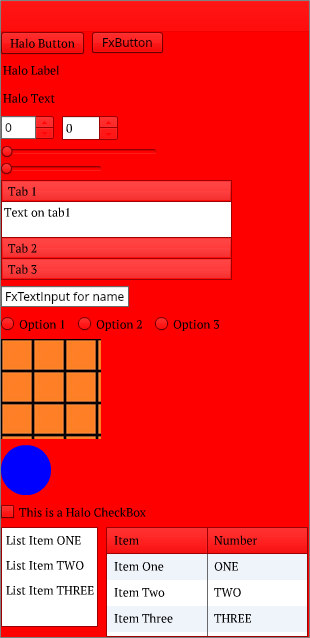 Halo Button FxButton
Halo Label
Halo Text
0 0
Tab 1
Text on tab1
Tab 2
Tab 3
FxTextInput for name
Option 1 Option 2 Option 3
This is a Halo CheckBox
List Item ONE
List Item TWO
List Item THREE
Item Number
Item One ONE
Item Two TWO
Item Three THREE